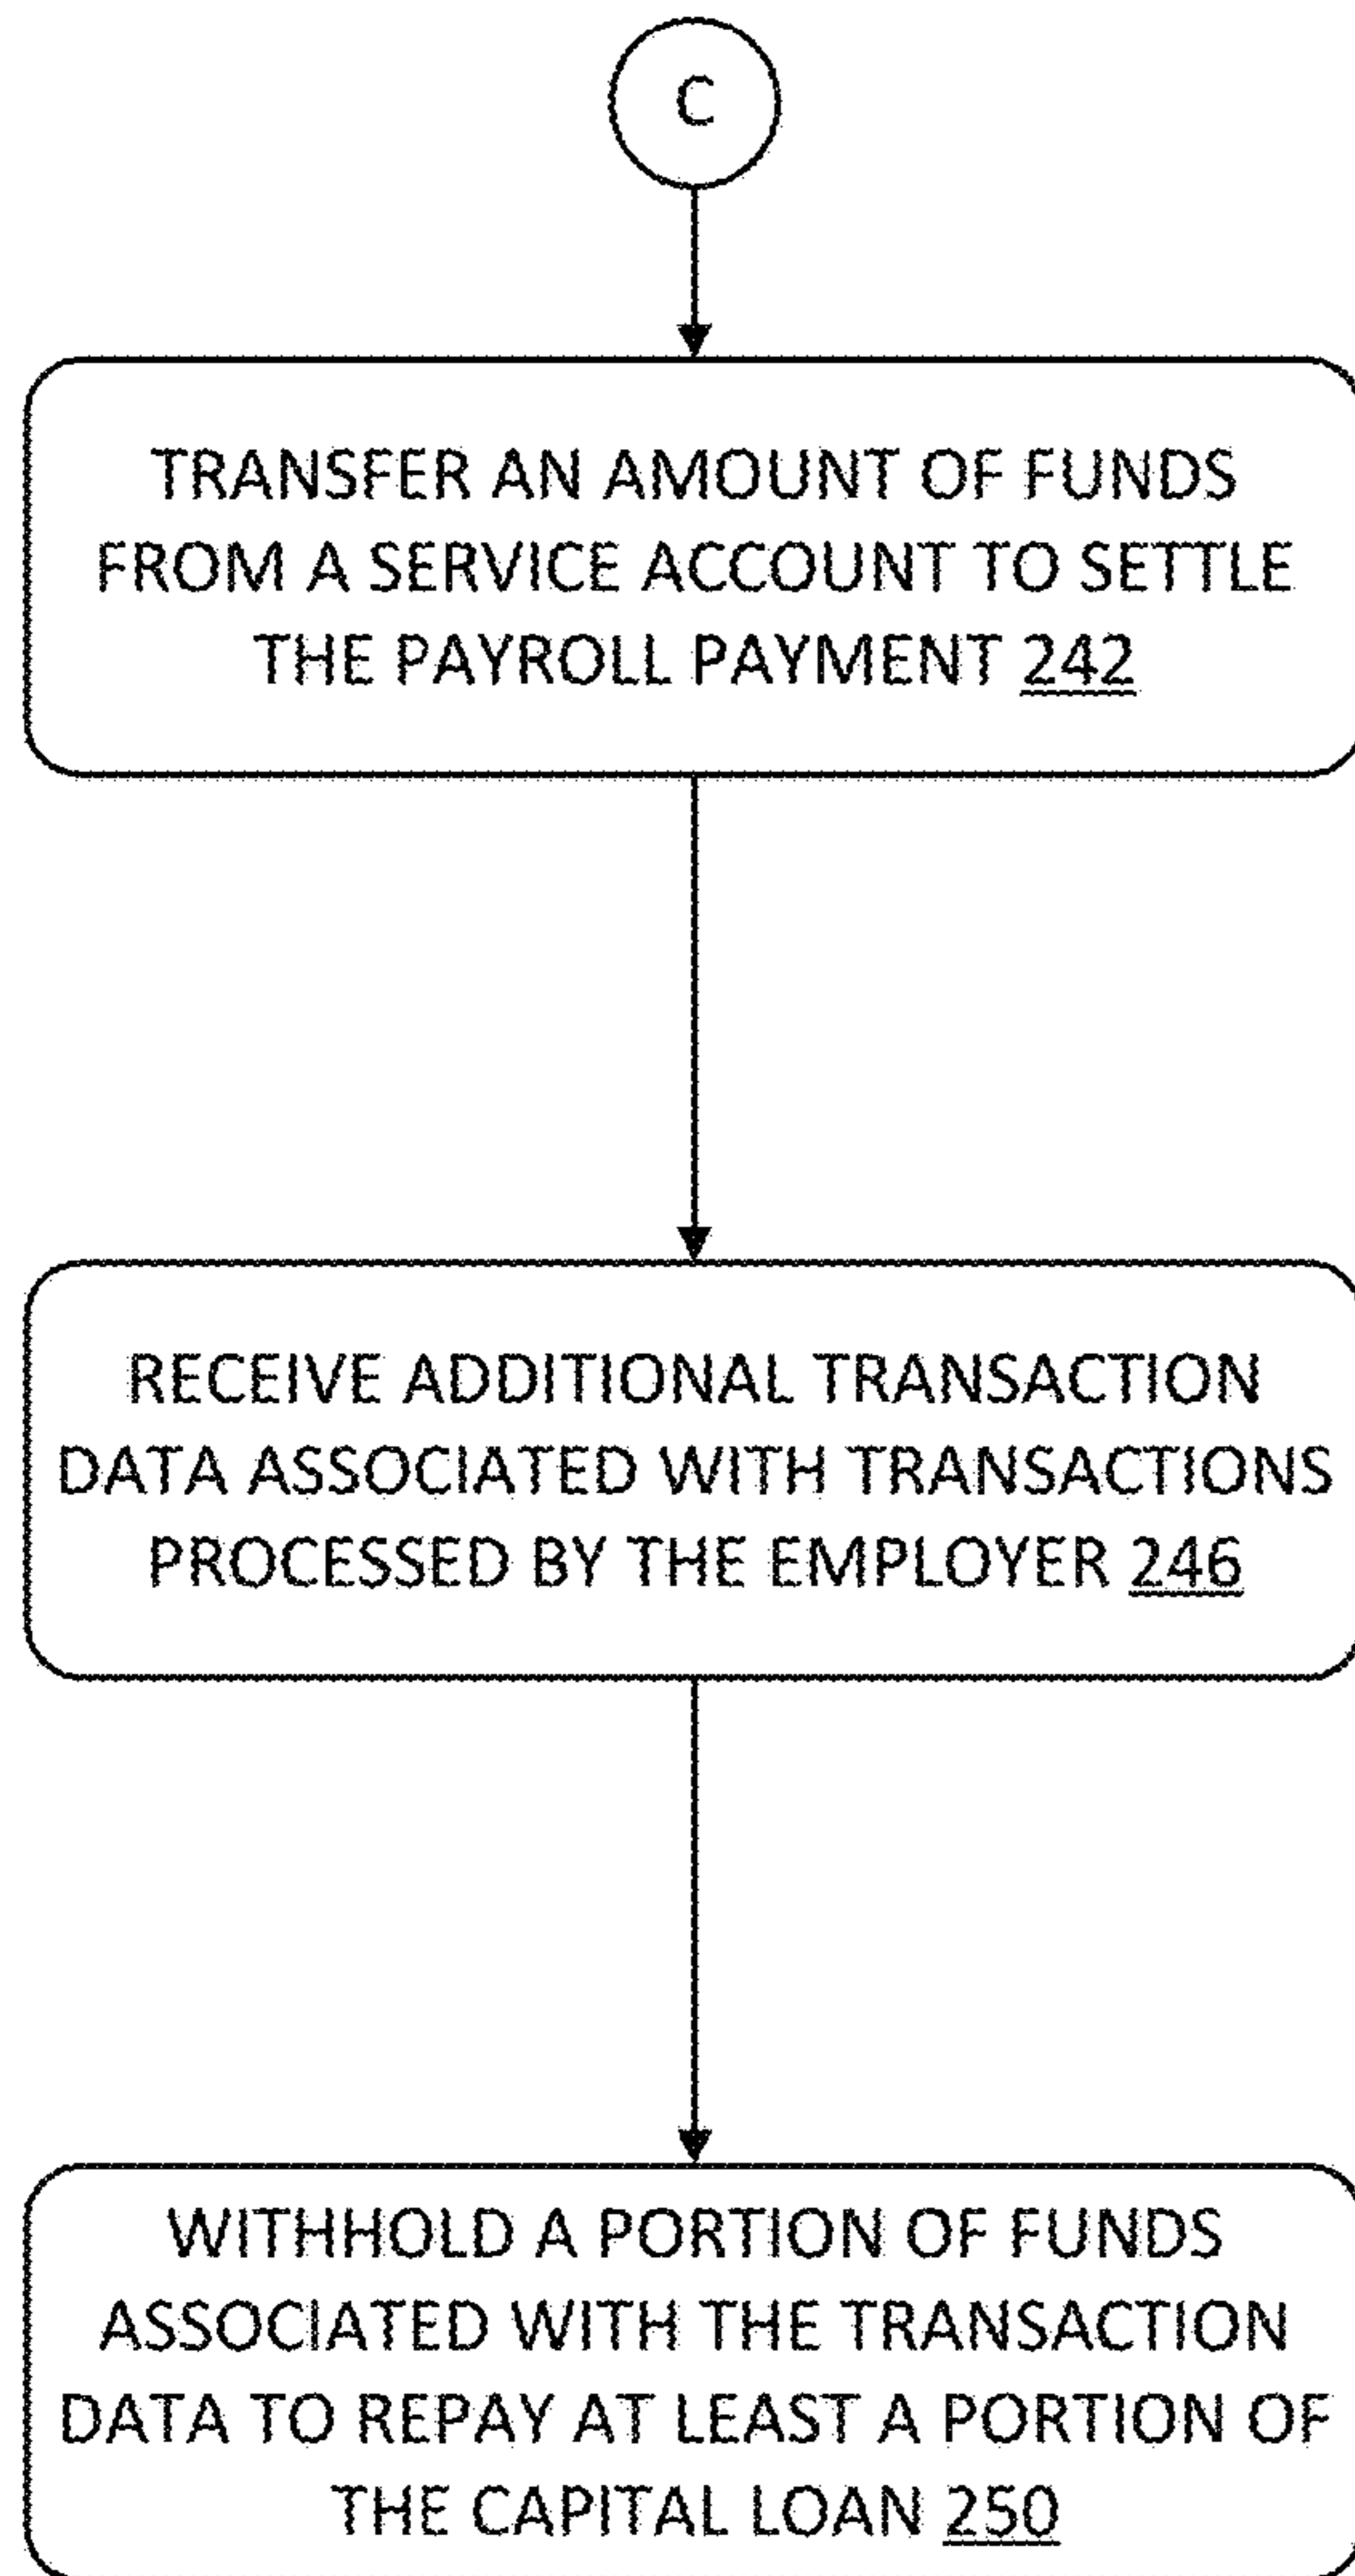 C
TRANSFER AN AMOUNT OF FUNDS
FROM A SERVICE ACCOUNT TO SETTLE
THE PAYROLL PAYMENT 242
RECEIVE ADDITIONAL TRANSACTION
DATA ASSOCIATED WITH TRANSACTIONS
PROCESSED BY THE EMPLOYER 246
WITHHOLD A PORTION OF FUNDS
ASSOCIATED WITH THE TRANSACTION
DATA TO REPAY AT LEAST A PORTION OF
THE CAPITAL LOAN 250